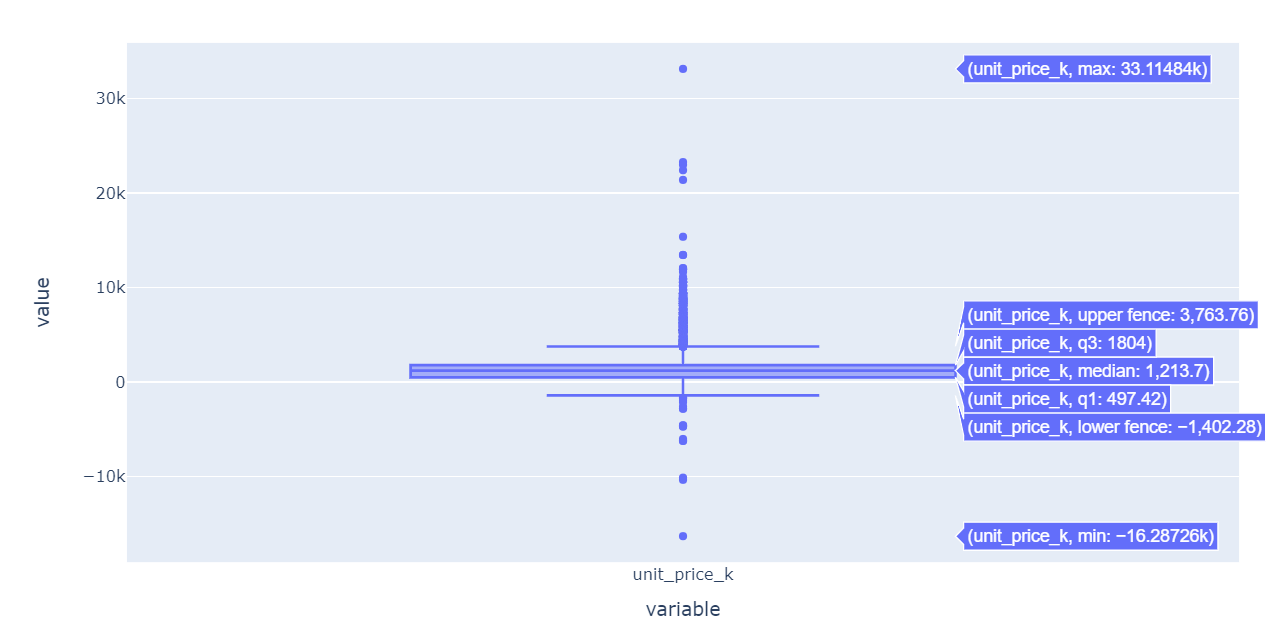 (unit_price_k, max: 33.11484k)
30k
20k
10k
(unit_price_k, upper fence: 3,763.76)
(unit_price_k, q3: 1804)
(unit_price_k, median: 1,213.7)
0
(unit_price_k, q1: 497.42)
(unit_price_k, lower fence: −1,402.28)
−10k
(unit_price_k, min: −16.28726k)
value
unit_price_k
variable